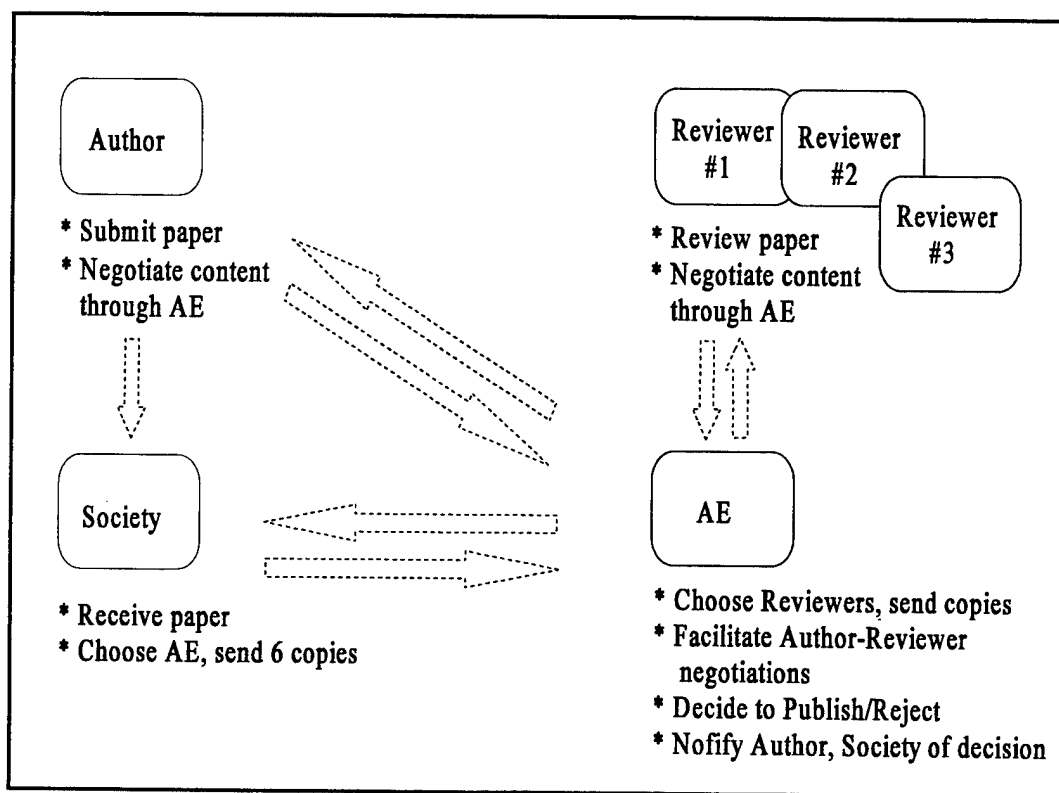 Author
* Submit paper
* Negotiate content
through AE
Reviewer
#1
Reviewer
#2
Reviewer
#3
* Review paper
* Negotiate content
through AE
Society
* Receive paper
* Choose AE, send 6 copies
AE
* Choose Reviewers, send copies
* Facilitate Author-Reviewer
negotiations
* Decide to Publish/Reject
* Nofify Author, Society of decision